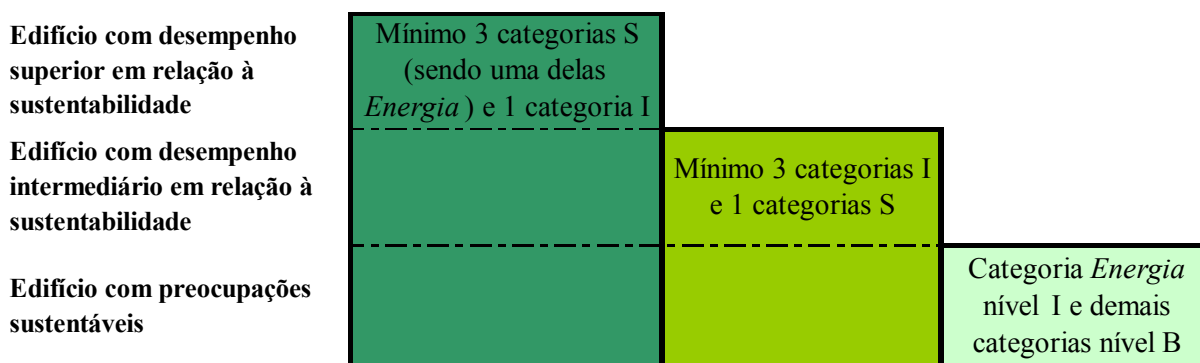 Edifício com desempenho
superior em relação à
sustentabilidade
Mínimo 3 categorias S
(sendo uma delas
Energia ) e 1 categoria I
Edifício com desempenho
intermediário em relação à
sustentabilidade
Mínimo 3 categorias I
e 1 categorias S
Edifício com preocupações
sustentáveis
Categoria Energia
nível I e demais
categorias nível B